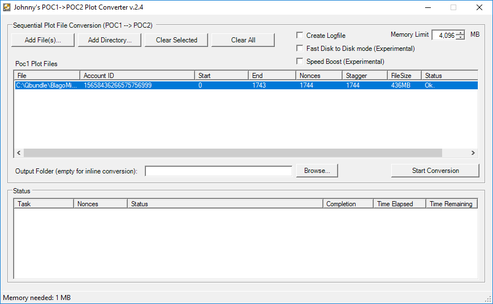 Johnny's POC1->POC2 Plot Converter v.2.4
Sequential Plot File Conversion (POC1 --> POC2)
Add File(s)... Add Directory... Clear Selected Clear All
Create Logfile
Memory Limit 4,096 MB
Fast Disk to Disk mode (Experimental)
Speed Boost (Experimental)
Poc1 Plot Files
File Account ID Start End Nonces Stagger FileSize Status
C:\Qbundle\BlagoMi... 15658436266575756999 0 1743 1744 1744 436MB Ok.
Output Folder (empty for inline conversion): Browse... Start Conversion
Status
Task Nonces Status Completion Time Elapsed Time Remaining
Memory needed: 1 MB